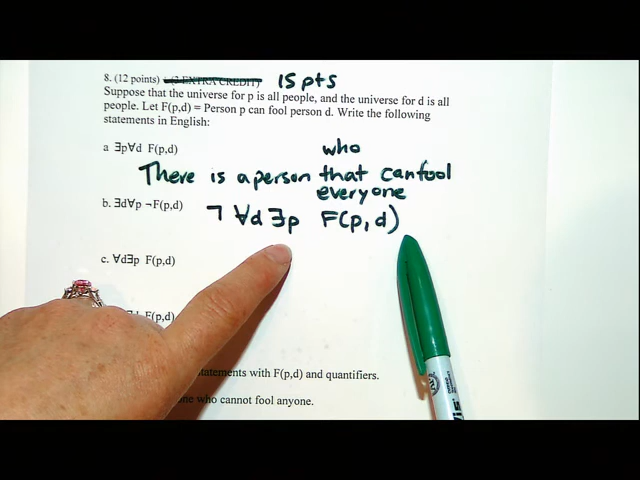 8. (12 points) (3 EXTRA CREDIT) 15 pts
Suppose that the universe for p is all people, and the universe for d is all
people. Let F(p,d) = Person p can fool person d. Write the following
statements in English:
a ∃p∀d F(p,d)
who
There is a person that can fool
everyone
b. ∃d∀p ¬F(p,d)
¬ ∀d ∃p F(p,d)
c. ∀d∃p F(p,d)
F(p,d)
statements with F(p,d) and quantifiers.
one who cannot fool anyone.